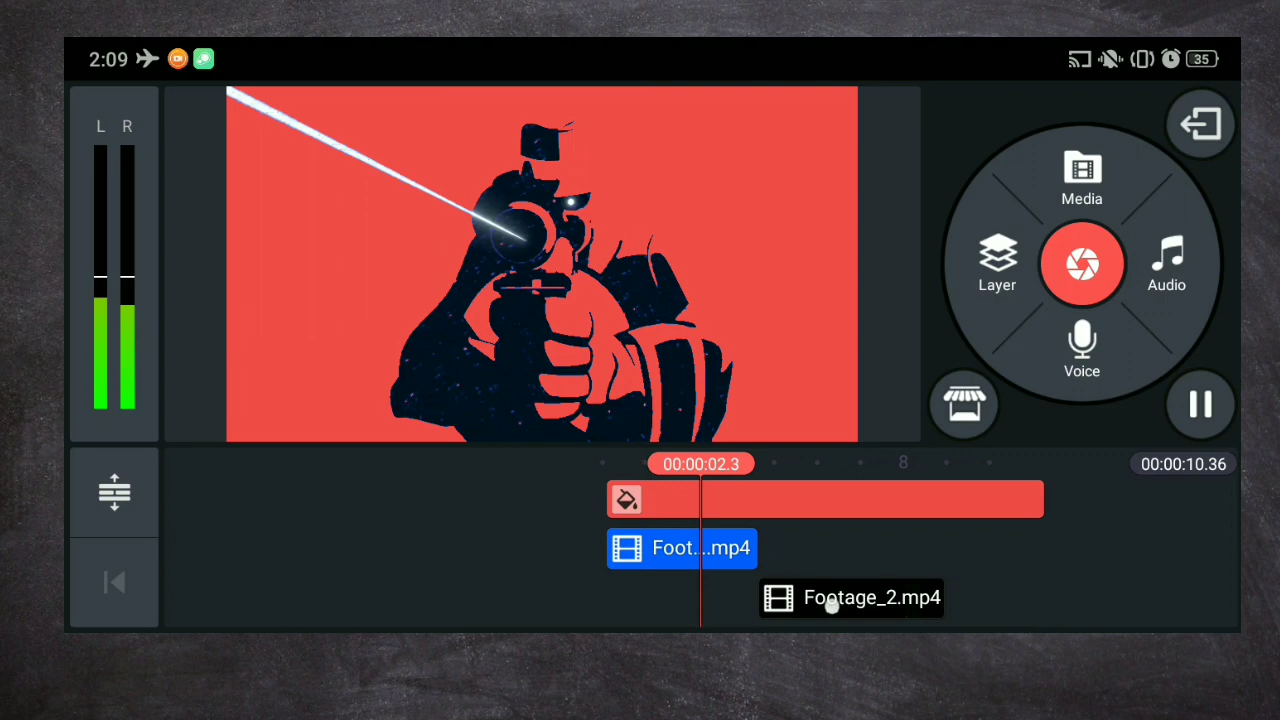 2:09
35
L R
Media
Layer
Audio
Voice
00:00:02.3
8
00:00:10.36
Foot....mp4
Footage_2.mp4